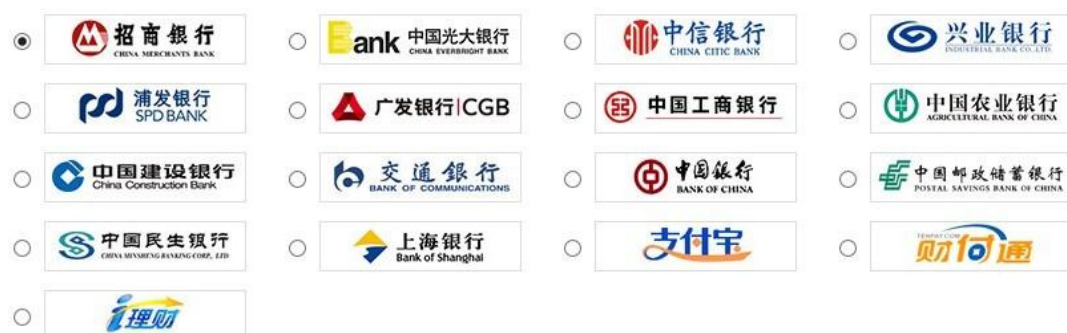 招商银行
CHINA MERCHANTS BANK
Bank 中国光大银行
CHINA EVERBRIGHT BANK
中信银行
CHINA CITIC BANK
兴业银行
INDUSTRIAL BANK CO.,LTD.
浦发银行
SPD BANK
广发银行|CGB
中国工商银行
中国农业银行
AGRICULTURAL BANK OF CHINA
中国建设银行
China Construction Bank
交通銀行
BANK OF COMMUNICATIONS
中国银行
BANK OF CHINA
中国邮政储蓄银行
POSTAL SAVINGS BANK OF CHINA
中国民生银行
CHINA MINSHENG BANKING CORP., LTD
上海银行
Bank of Shanghai
支付宝
TENPAY.COM
财付通
i理财